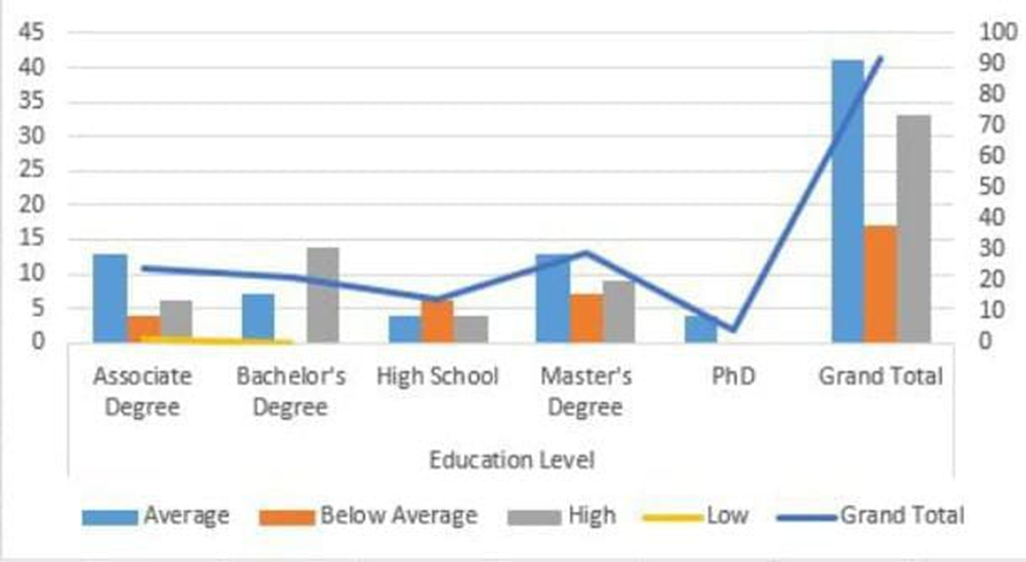 45
40
35
30
25
20
15
10
5
0
100
90
80
70
60
50
40
30
20
10
0
Associate
Degree
Bachelor's
Degree
High School
Master's
Degree
PhD
Grand Total
Education Level
Average Below Average High Low Grand Total